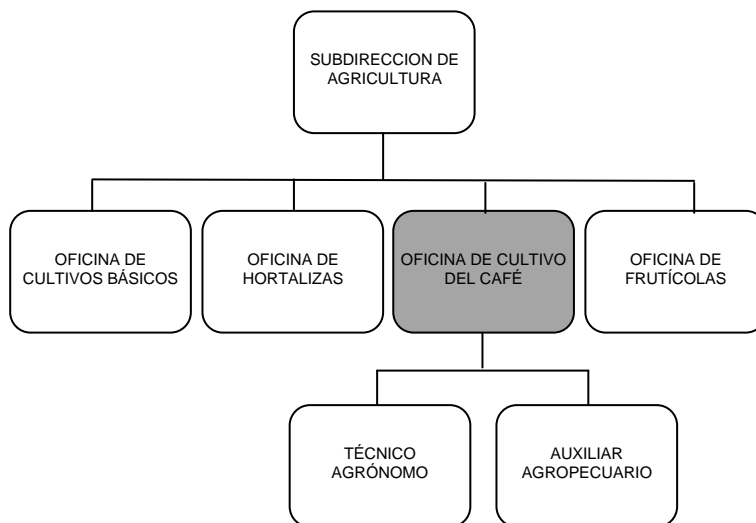 SUBDIRECCION DE
AGRICULTURA
OFICINA DE
CULTIVOS BÁSICOS
OFICINA DE
HORTALIZAS
OFICINA DE CULTIVO
DEL CAFÉ
OFICINA DE
FRUTÍCOLAS
TÉCNICO
AGRÓNOMO
AUXILIAR
AGROPECUARIO